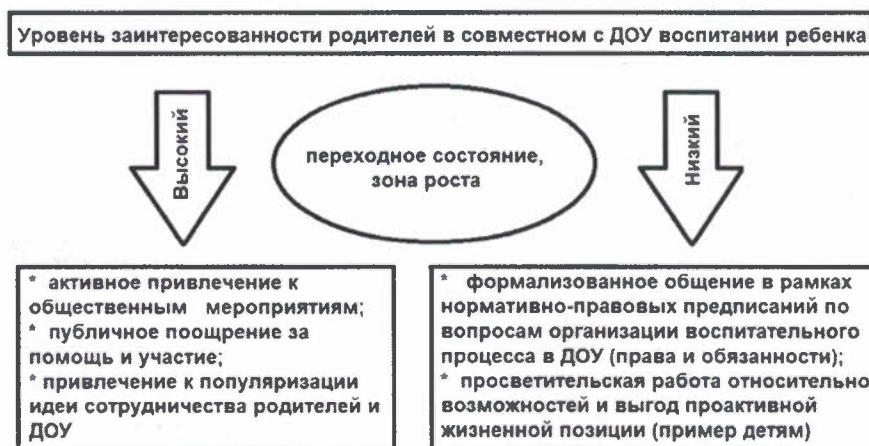 Уровень заинтересованности родителей в совместном с ДОУ воспитании ребенка
Высокий
переходное состояние,
зона роста
Низкий
* активное привлечение к
общественным мероприятиям;
* публичное поощрение за
помощь и участие;
* привлечение к популяризации
идеи сотрудничества родителей и
ДОУ
* формализованное общение в рамках
нормативно-правовых предписаний по
вопросам организации воспитательного
процесса в ДОУ (права и обязанности);
* просветительская работа относительно
возможностей и выгод проактивной
жизненной позиции (пример детям)